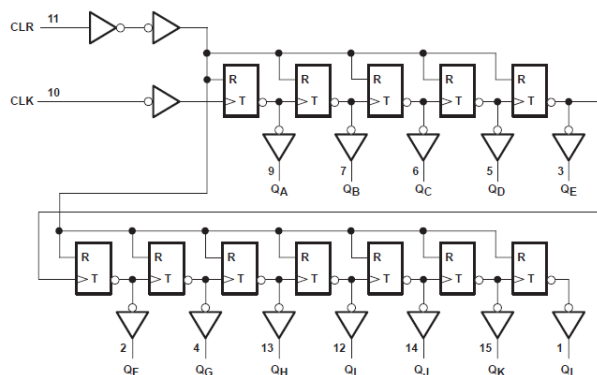 CLR 11
CLK 10
R R R R R
T T T T T
9 7 6 5 3
QA QB QC QD QE
R R R R R R R
T T T T T T T
2 4 13 12 14 15 1
QF QG QH QI QJ QK QL